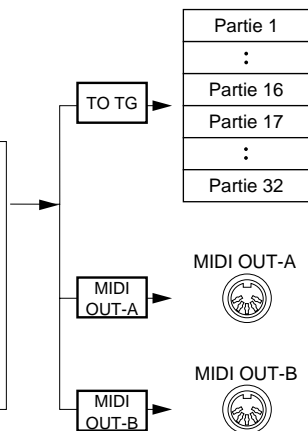 Partie 1
:
Partie 16
TO TG
Partie 17
:
Partie 32
MIDI OUT-A
MIDI
OUT-A
MIDI OUT-B
MIDI
OUT-B